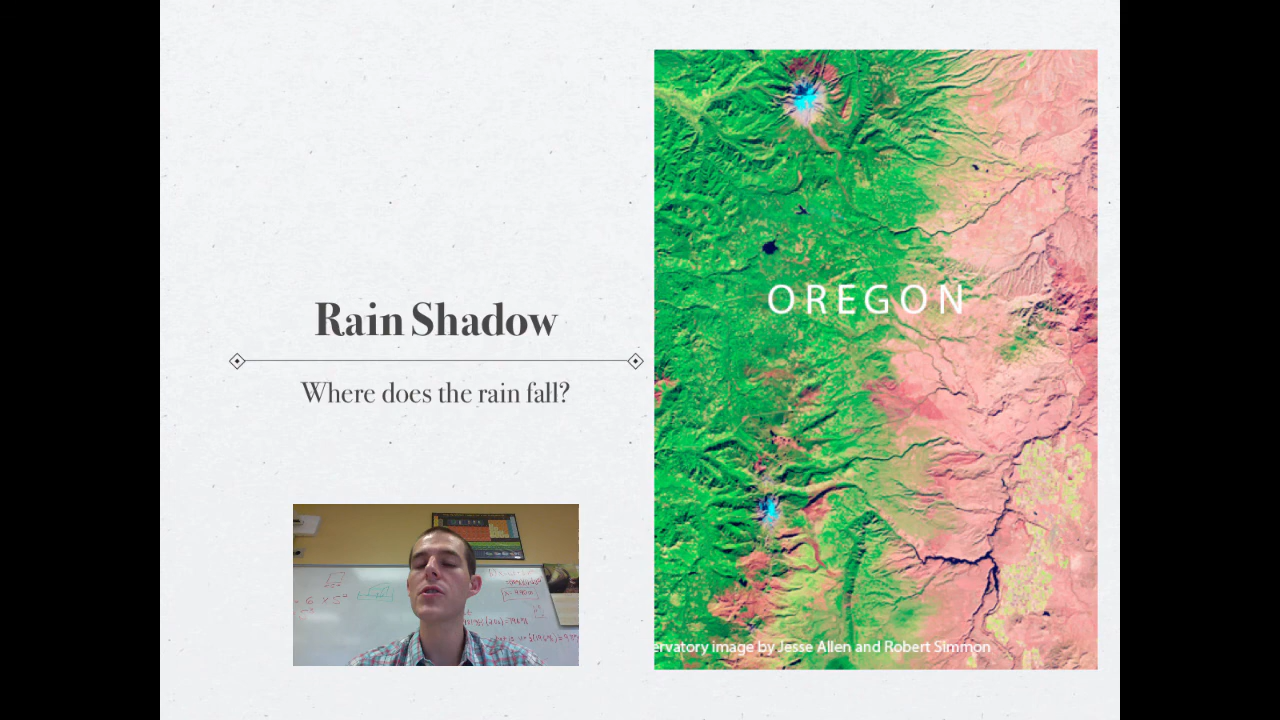 Rain Shadow
Where does the rain fall?
OREGON
ervatory image by Jesse Allen and Robert Simmon